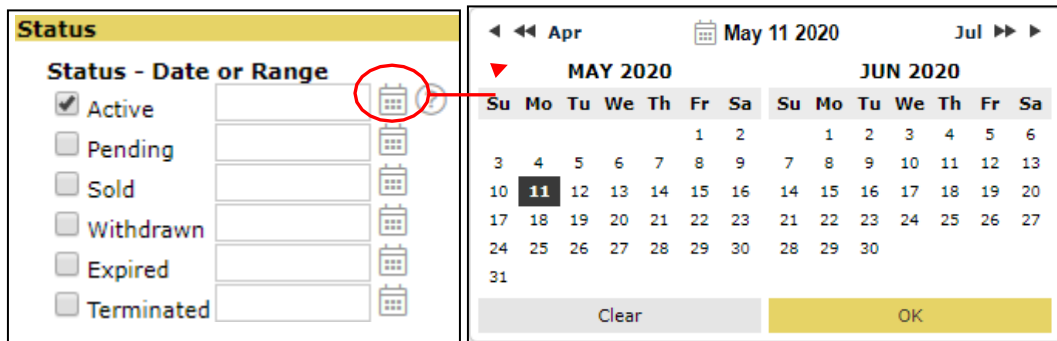 Status
Status - Date or Range
Active ?
Pending
Sold
Withdrawn
Expired
Terminated
Apr May 11 2020 Jul
MAY 2020
Su Mo Tu We Th Fr Sa
1 2
3 4 5 6 7 8 9
10 11 12 13 14 15 16
17 18 19 20 21 22 23
24 25 26 27 28 29 30
31
JUN 2020
Su Mo Tu We Th Fr Sa
1 2 3 4 5 6
7 8 9 10 11 12 13
14 15 16 17 18 19 20
21 22 23 24 25 26 27
28 29 30
Clear OK